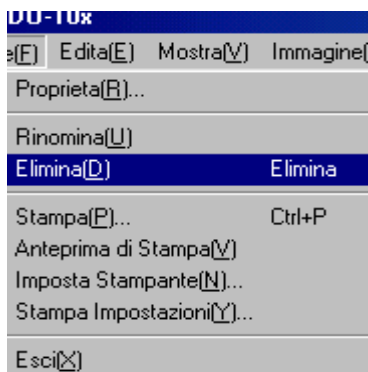 DU-10x
e(F) Edita(E) Mostra(V) Immagine(
Proprieta(R)...
Rinomina(U)
Elimina(D) Elimina
Stampa(P)... Ctrl+P
Anteprima di Stampa(V)
Imposta Stampante(N)...
Stampa Impostazioni(Y)...
Esci(X)